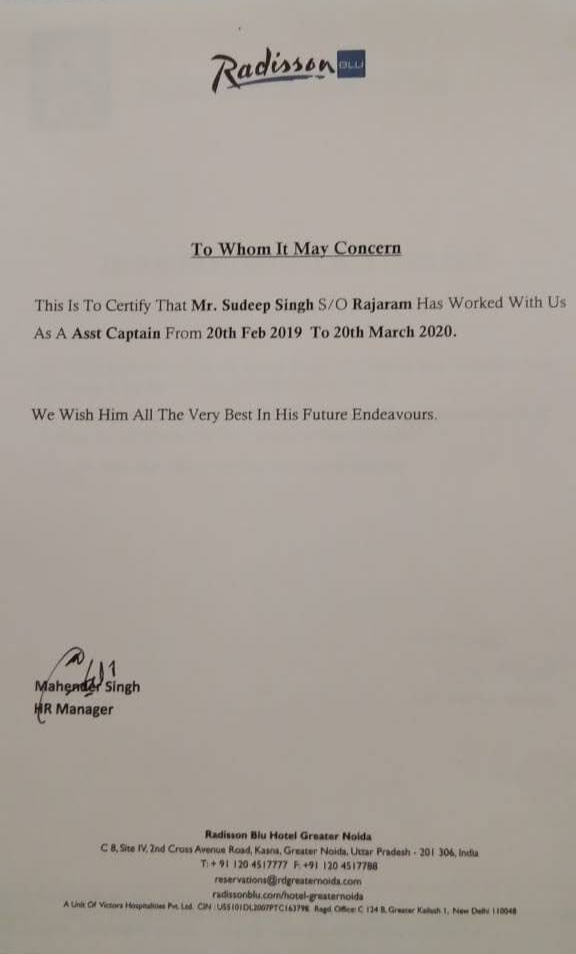 Radisson BLU
To Whom It May Concern
This Is To Certify That Mr. Sudeep Singh S/O Rajaram Has Worked With Us
As A Asst Captain From 20th Feb 2019 To 20th March 2020.
We Wish Him All The Very Best In His Future Endeavours.
Mahender Singh
HR Manager
Radisson Blu Hotel Greater Noida
C 8, Site IV, 2nd Cross Avenue Road, Kasna, Greater Noida, Uttar Pradesh - 201 306, India
T: + 91 120 4517777 F: +91 120 4517788
reservations@rdgreaternoida.com
radissonblu.com/hotel-greaternoida
A Unit Of Victors Hospitalities Pvt. Ltd. CIN : Regd. Office: C 124 B, Greater Kailash 1, New Delhi 110048